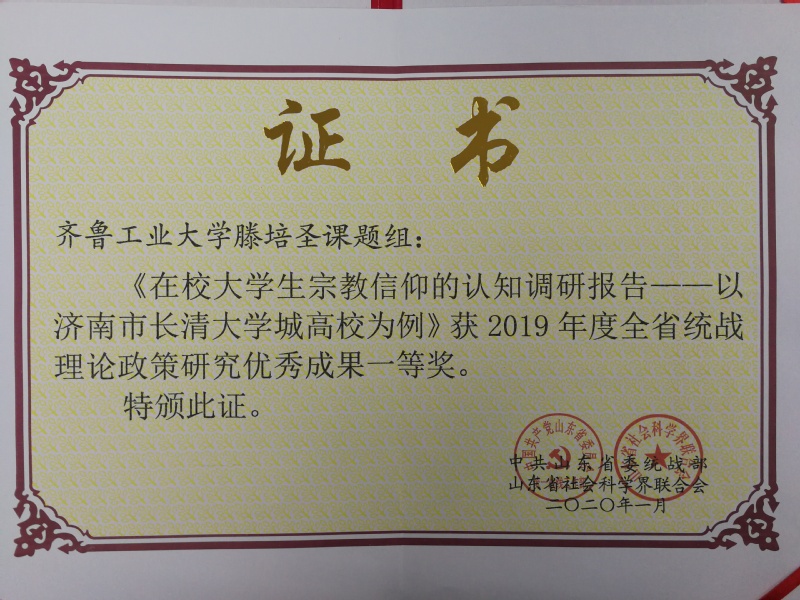 证书
齐鲁工业大学滕培圣课题组：
《在校大学生宗教信仰的认知调研报告——以
济南市长清大学城高校为例》获 2019 年度全省统战
理论政策研究优秀成果一等奖。
特颁此证。
中共山东省委统战部
山东省社会科学界联合会
二〇二〇年一月